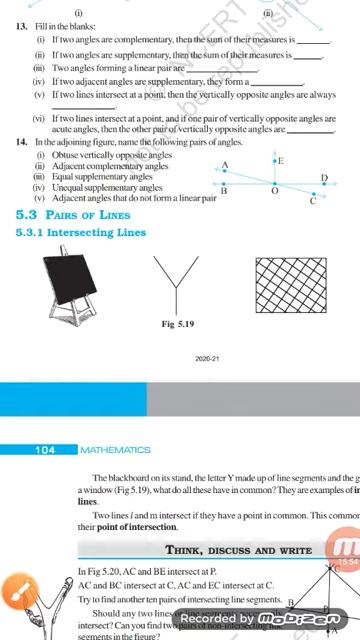 (i) (ii)
13. Fill in the blanks:
(i) If two angles are complementary, then the sum of their measures is _______.
(ii) If two angles are supplementary, then the sum of their measures is ______.
(iii) Two angles forming a linear pair are _______________.
(iv) If two adjacent angles are supplementary, they form a ___________.
(v) If two lines intersect at a point, then the vertically opposite angles are always
_____________.
(vi) If two lines intersect at a point, and if one pair of vertically opposite angles are
acute angles, then the other pair of vertically opposite angles are __________.
14. In the adjoining figure, name the following pairs of angles.
(i) Obtuse vertically opposite angles
(ii) Adjacent complementary angles
(iii) Equal supplementary angles
(iv) Unequal supplementary angles
(v) Adjacent angles that do not form a linear pair
E
A
D
B
O
C
5.3 PAIRS OF LINES
5.3.1 Intersecting Lines
Fig 5.19
2020-21
104 MATHEMATICS
The blackboard on its stand, the letter Y made up of line segments and the g
a window (Fig 5.19), what do all these have in common? They are examples of in
lines.
Two lines l and m intersect if they have a point in common. This common
their point of intersection.
THINK, DISCUSS AND WRITE
In Fig 5.20, AC and BE intersect at P.
AC and BC intersect at C, AC and EC intersect at C.
Try to find another ten pairs of intersecting line segments.
Should any two lines or line segments necessarily
intersect? Can you find two pairs of non-intersecting line
segments in the figure?
C
B
P
A
15:54
Recorded by
MOBIZEN